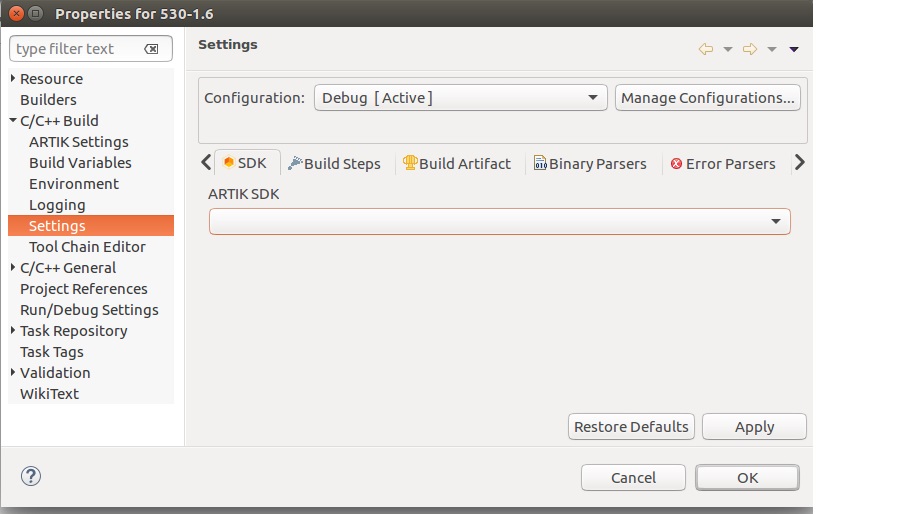 Properties for 530-1.6
type filter text
Resource
Builders
C/C++ Build
ARTIK Settings
Build Variables
Environment
Logging
Settings
Tool Chain Editor
C/C++ General
Project References
Run/Debug Settings
Task Repository
Task Tags
Validation
WikiText
Settings
Configuration: Debug [ Active ] Manage Configurations...
SDK Build Steps Build Artifact Binary Parsers Error Parsers
ARTIK SDK
Restore Defaults Apply
Cancel OK